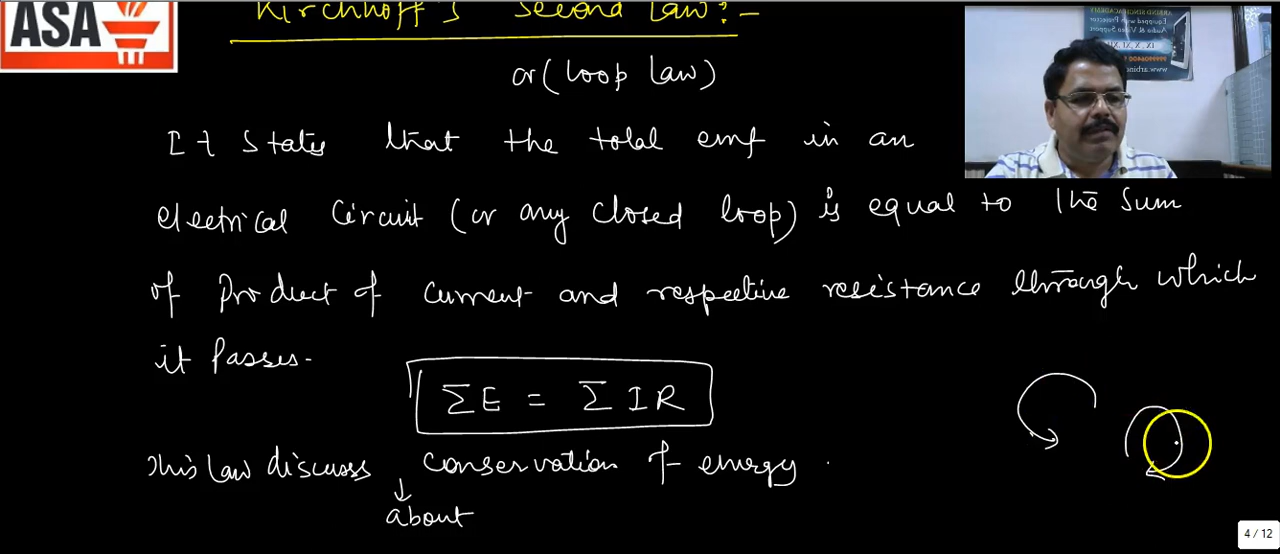 ASA
Kirchhoff's Second Law:-
or (loop law)
It states that the total emf in an
electrical circuit (or any closed loop) is equal to the sum
of product of current and respective resistance through which
it passes.
ΣE = ΣIR
This law discuss conservation of energy.
↓
about
4 / 12